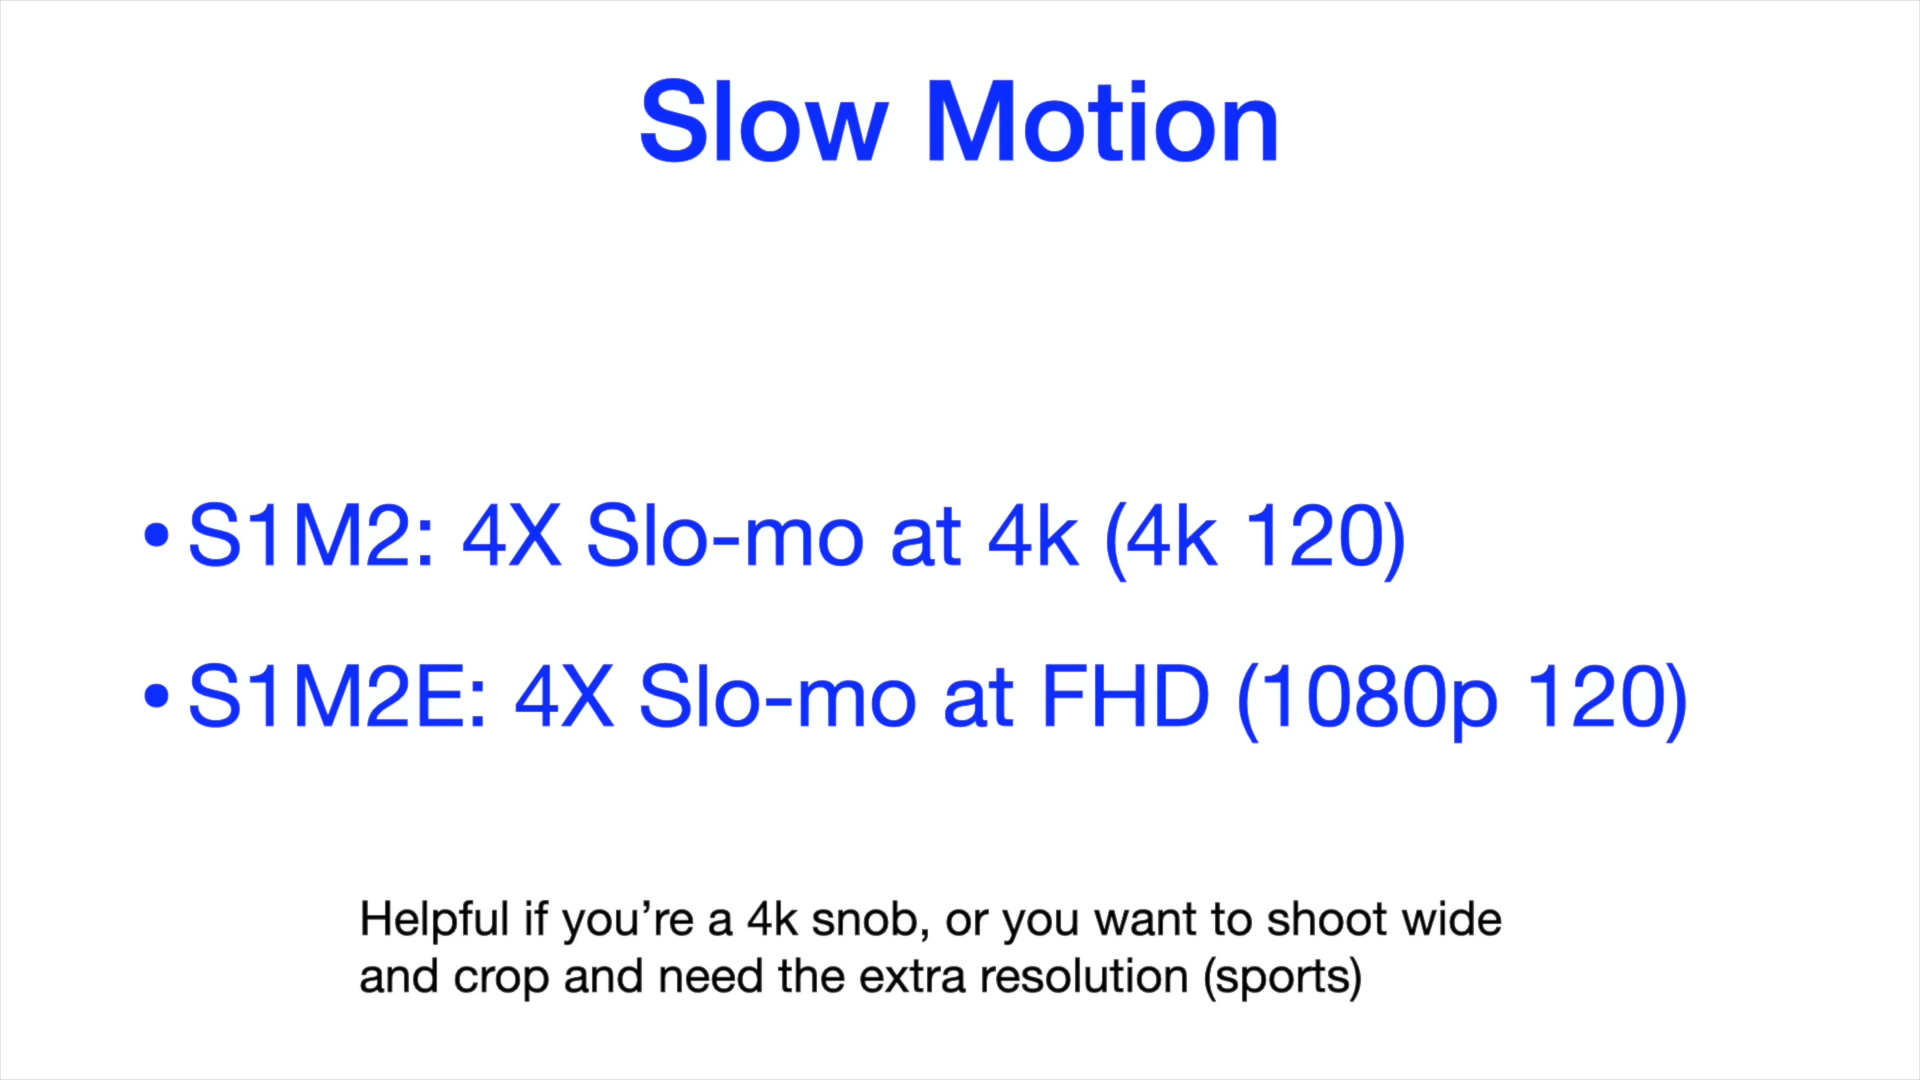 Slow Motion
• S1M2: 4X Slo-mo at 4k (4k 120)
• S1M2E: 4X Slo-mo at FHD (1080p 120)
Helpful if you’re a 4k snob, or you want to shoot wide
and crop and need the extra resolution (sports)